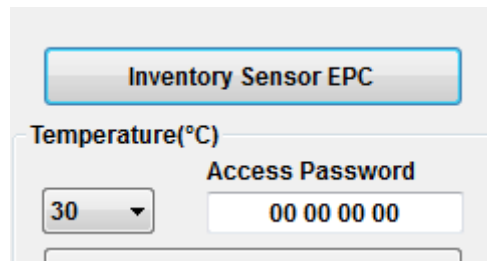 Inventory Sensor EPC
Temperature(°C)
Access Password
30 00 00 00 00